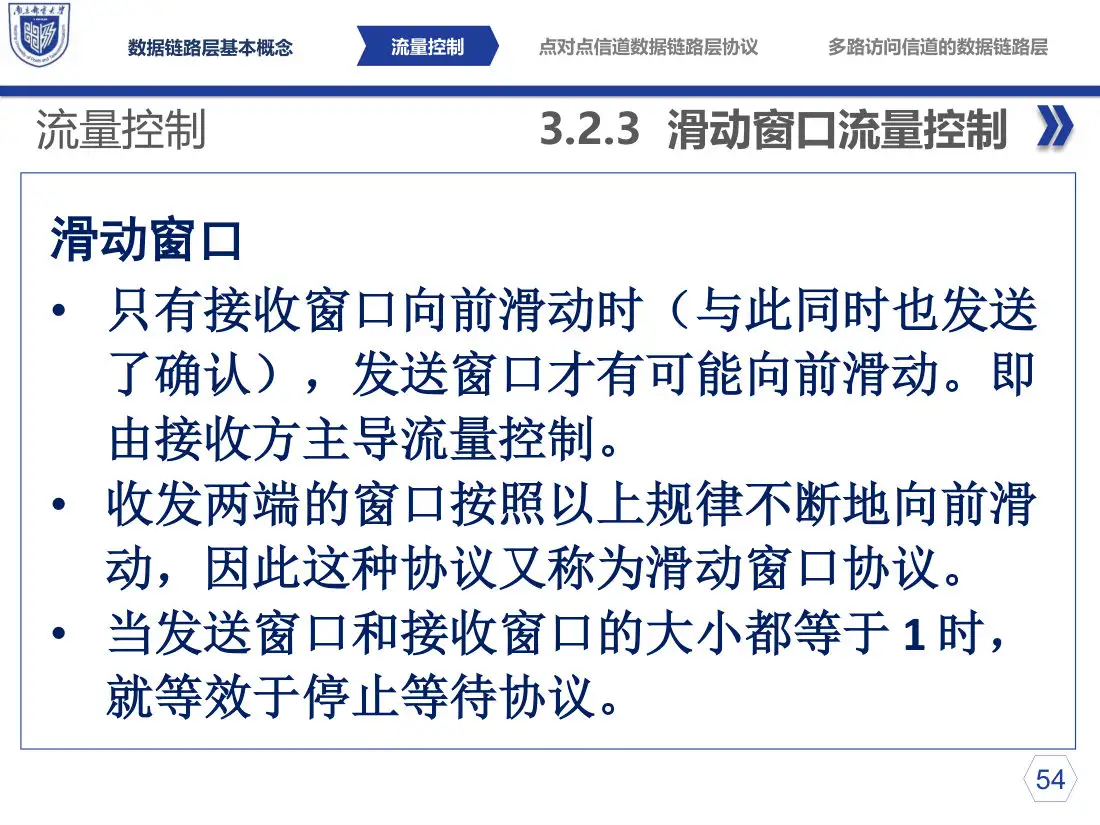 数据链路层基本概念
流量控制
点对点信道数据链路层协议
多路访问信道的数据链路层
流量控制
3.2.3 滑动窗口流量控制
滑动窗口
• 只有接收窗口向前滑动时（与此同时也发送
了确认），发送窗口才有可能向前滑动。即
由接收方主导流量控制。
• 收发两端的窗口按照以上规律不断地向前滑
动，因此这种协议又称为滑动窗口协议。
• 当发送窗口和接收窗口的大小都等于 1 时，
就等效于停止等待协议。
54